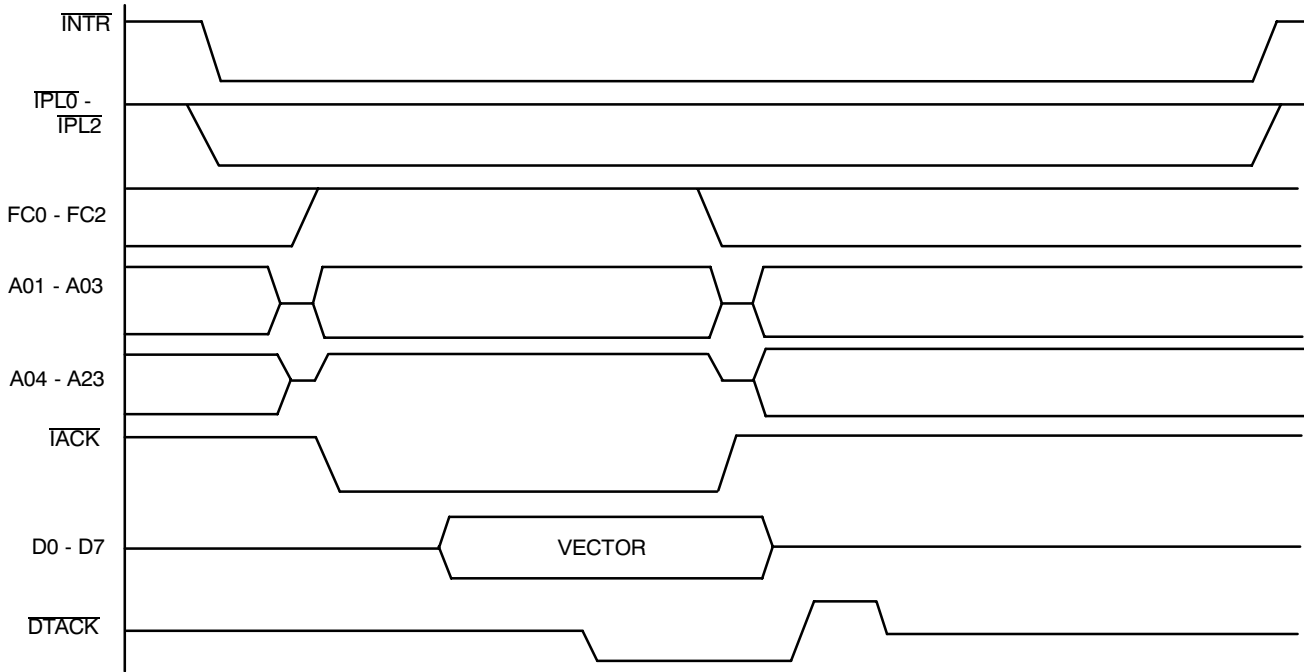 INTR
IPL0 -
IPL2
FC0 - FC2
A01 - A03
A04 - A23
IACK
D0 - D7
VECTOR
DTACK